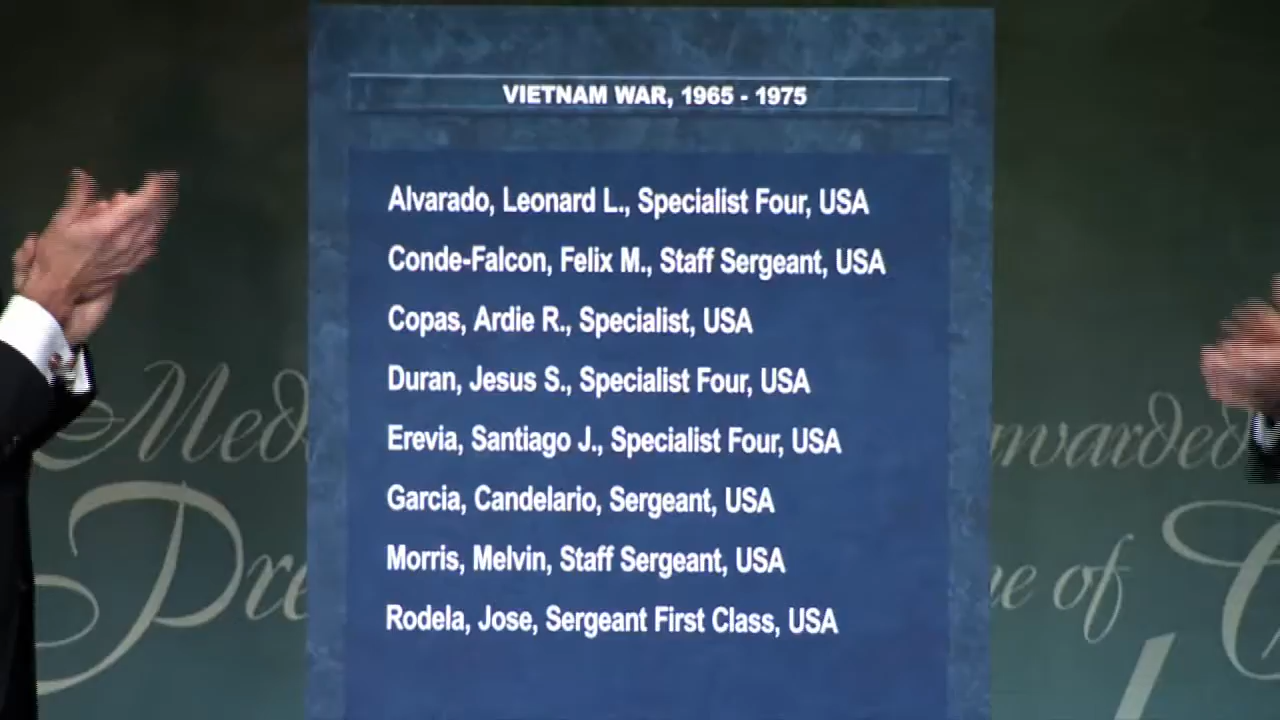 VIETNAM WAR, 1965 - 1975
Alvarado, Leonard L., Specialist Four, USA
Conde-Falcon, Felix M., Staff Sergeant, USA
Copas, Ardie R., Specialist, USA
Duran, Jesus S., Specialist Four, USA
Erevia, Santiago J., Specialist Four, USA
Garcia, Candelario, Sergeant, USA
Morris, Melvin, Staff Sergeant, USA
Rodela, Jose, Sergeant First Class, USA
of